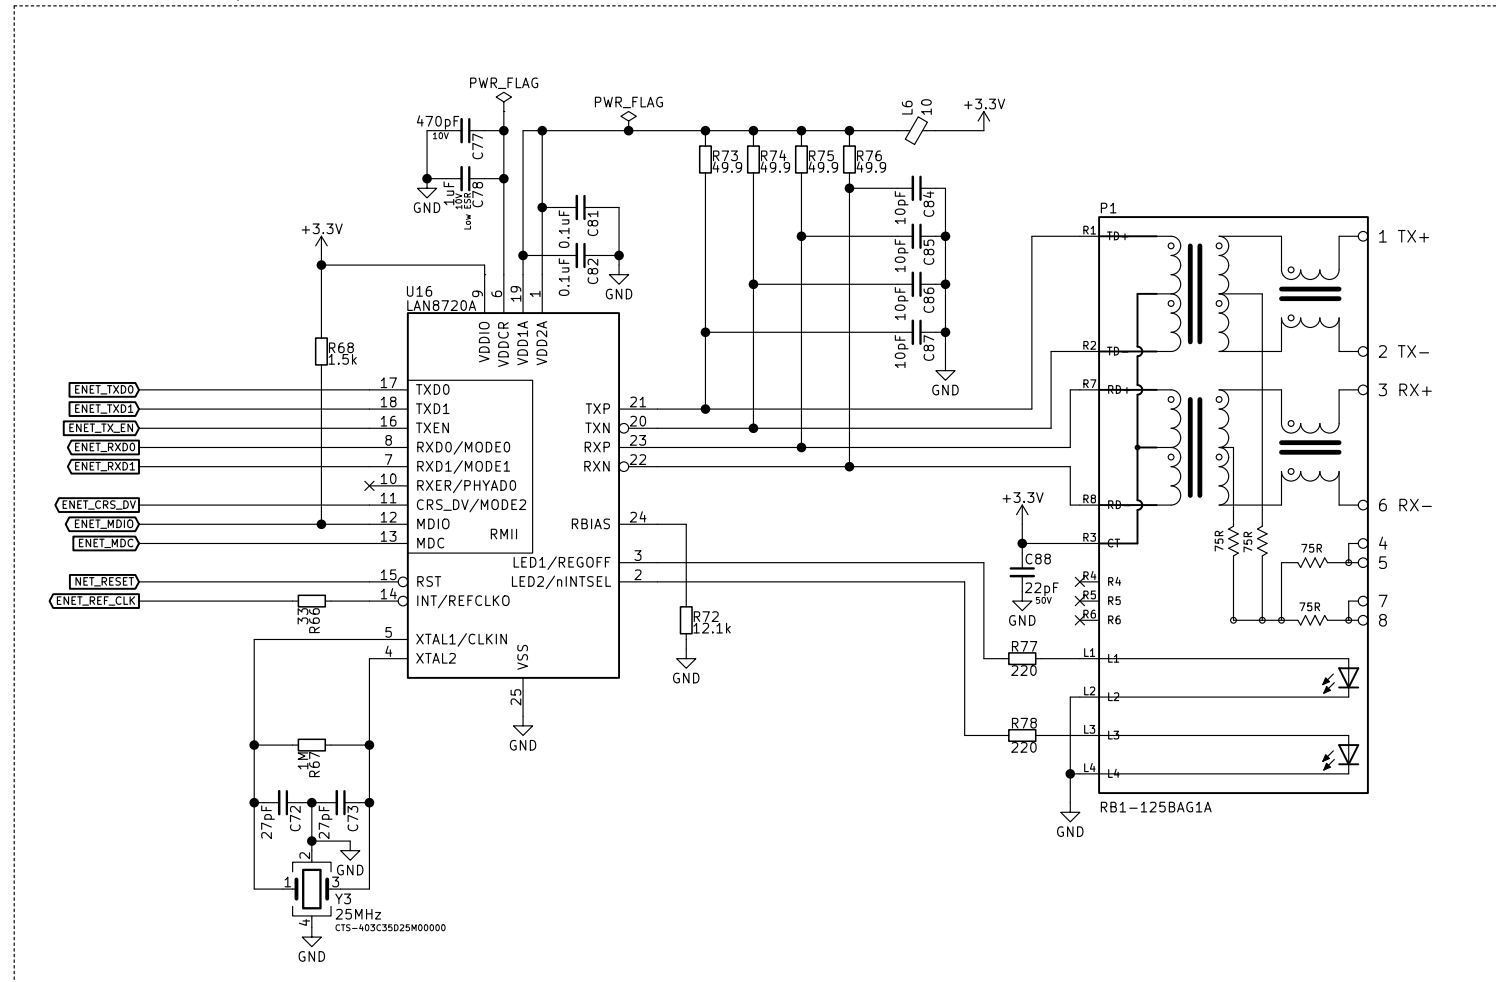 PWR_FLAG
PWR_FLAG
470pF
10V
C77
1uF
10V
Low ESR
C78
GND
L6
10
+3.3V
R73
49.9
R74
49.9
R75
49.9
R76
49.9
0.1uF
C81
0.1uF
C82
GND
10pF
C84
10pF
C85
10pF
C86
10pF
C87
GND
+3.3V
R68
1.5k
U16
LAN8720A
9
6
19
1
VDDIO
VDDCR
VDD1A
VDD2A
ENET_TXD0
17
TXD0
ENET_TXD1
18
TXD1
ENET_TX_EN
16
TXEN
ENET_RXD0
8
RXD0/MODE0
ENET_RXD1
7
RXD1/MODE1
10
RXER/PHYAD0
ENET_CRS_DV
11
CRS_DV/MODE2
ENET_MDIO
12
MDIO
ENET_MDC
13
MDC
RMII
NET_RESET
15
RST
ENET_REF_CLK
33
R66
14
INT/REFCLKO
5
XTAL1/CLKIN
4
XTAL2
TXP
21
TXN
20
RXP
23
RXN
22
RBIAS
24
LED1/REGOFF
3
LED2/nINTSEL
2
VSS
25
GND
R72
12.1k
GND
1M
R67
27pF
C72
27pF
C73
GND
2
1
3
4
Y3
25MHz
CTS-403C35D25M00000
GND
P1
R1
TD+
R2
TD-
R7
RD+
R8
RD-
R3
CT
R4
R4
R5
R5
R6
R6
L1
L1
L2
L2
L3
L3
L4
L4
+3.3V
C88
22pF
50V
GND
R77
220
R78
220
GND
75R
75R
75R
75R
1 TX+
2 TX-
3 RX+
6 RX-
4
5
7
8
RB1-125BAG1A